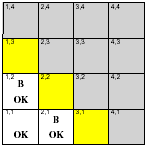 1,4 2,4 3,4 4,4
1,3 2,3 3,3 4,3
1,2 2,2 3,2 4,2
B
OK
1,1 2,1 3,1 4,1
B
OK OK